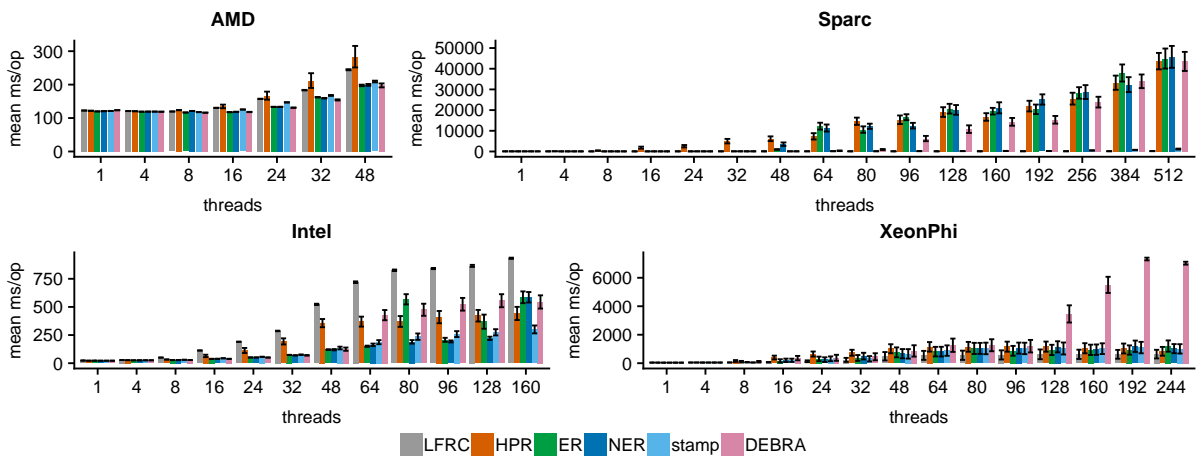 AMD
mean ms/op
300
200
100
0
1 4 8 16 24 32 48
threads
Sparc
mean ms/op
50000
40000
30000
20000
10000
0
1 4 8 16 24 32 48 64 80 96 128 160 192 256 384 512
threads
Intel
mean ms/op
750
500
250
0
1 4 8 16 24 32 48 64 80 96 128 160
threads
XeonPhi
mean ms/op
6000
4000
2000
0
1 4 8 16 24 32 48 64 80 96 128 160 192 244
threads
LFRC HPR ER NER stamp DEBRA